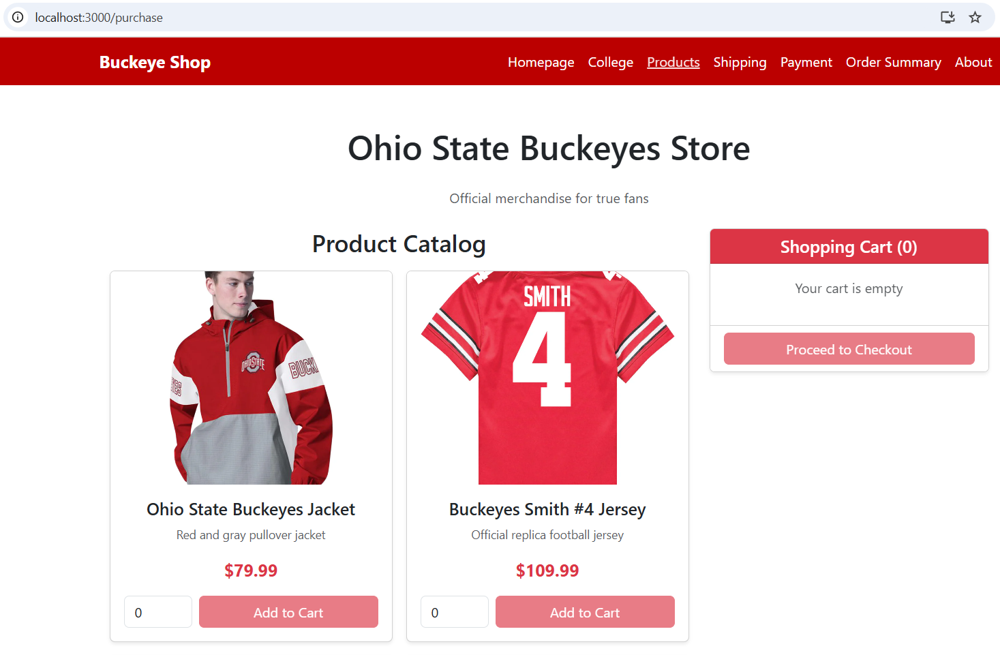 localhost:3000/purchase
Buckeye Shop
Homepage College Products Shipping Payment Order Summary About
Ohio State Buckeyes Store
Official merchandise for true fans
Product Catalog
Shopping Cart (0)
Your cart is empty
Proceed to Checkout
OHIO STATE
BUCK
EYES
Ohio State Buckeyes Jacket
Red and gray pullover jacket
$79.99
0 Add to Cart
SMITH
4
Buckeyes Smith #4 Jersey
Official replica football jersey
$109.99
0 Add to Cart